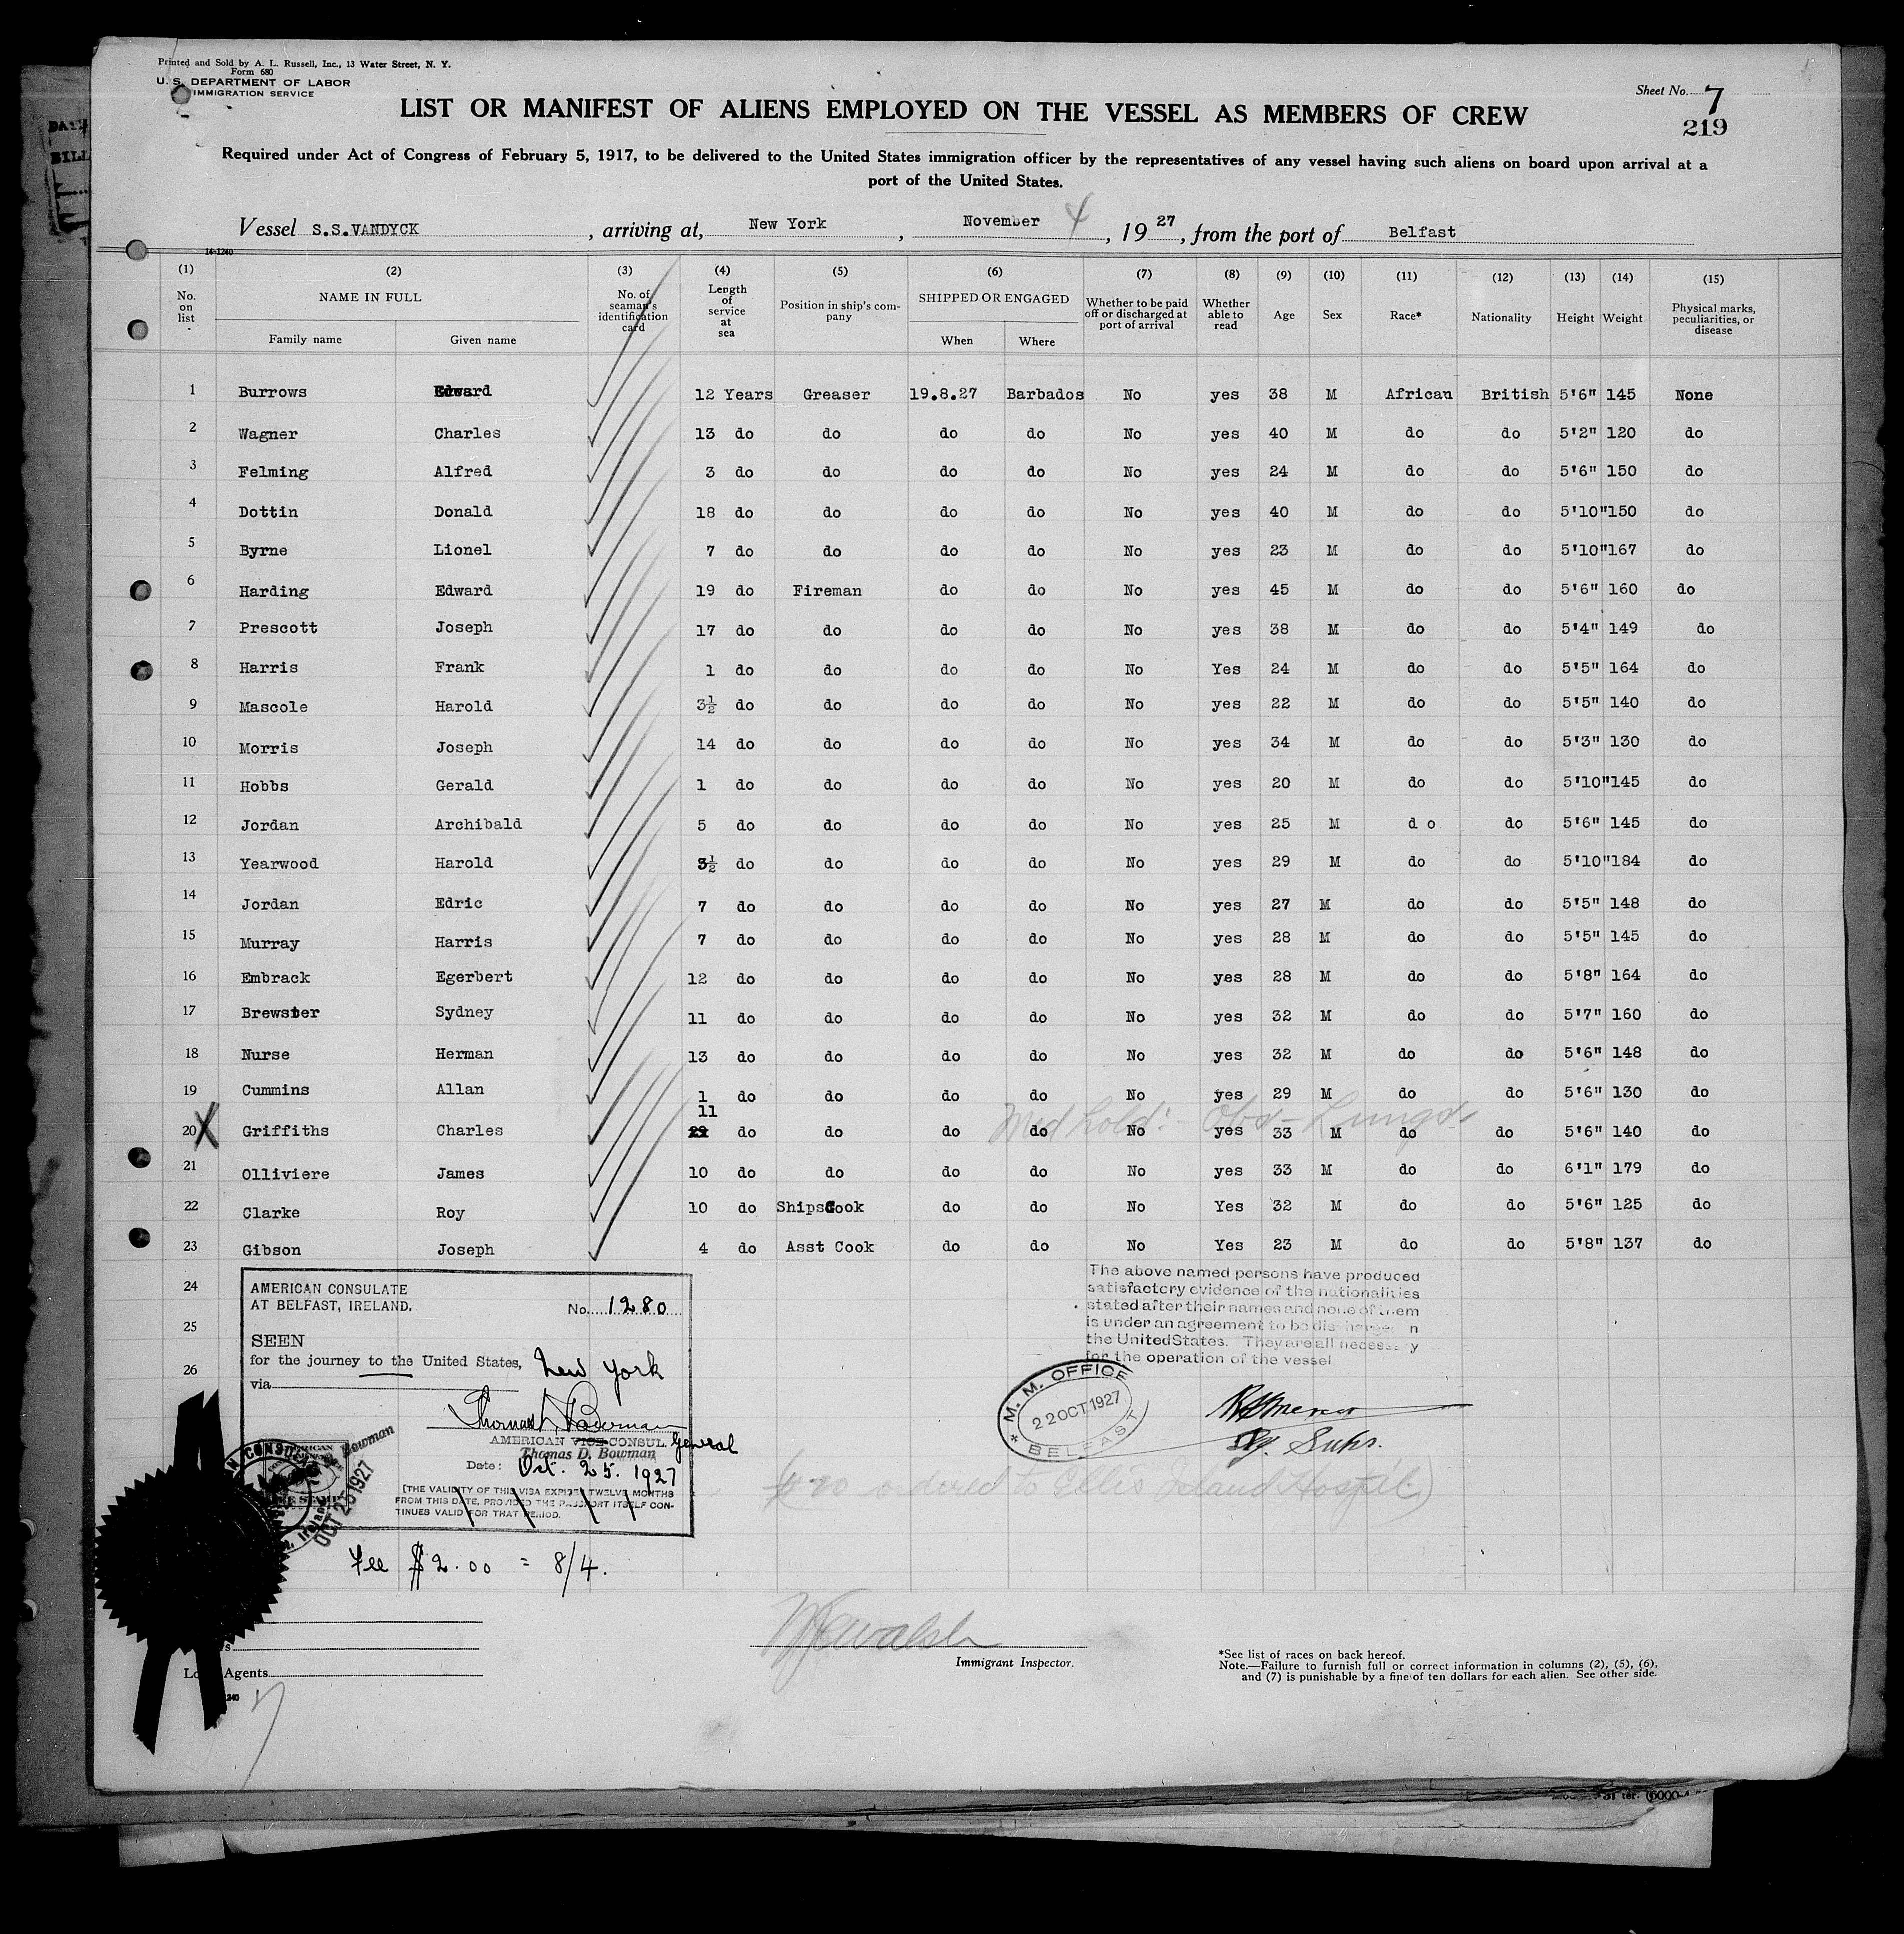 Printed and Sold by A. L. Russell, Inc., 13 Water Street, N. Y.
Form 680
U. S. DEPARTMENT OF LABOR
IMMIGRATION SERVICE
Sheet No. 7
219
LIST OR MANIFEST OF ALIENS EMPLOYED ON THE VESSEL AS MEMBERS OF CREW
Required under Act of Congress of February 5, 1917, to be delivered to the United States immigration officer by the representatives of any vessel having such aliens on board upon arrival at a
port of the United States.
Vessel S.S.VANDYCK, arriving at, New York, November 4, 1927, from the port of Belfast
14-1240
(1) (2) (3) (4) (5) (6) (7) (8) (9) (10) (11) (12) (13) (14) (15)
No. on list NAME IN FULL Family name Given name No. of seaman's identification card Length of service at sea Position in ship's company SHIPPED OR ENGAGED When Where Whether to be paid off or discharged at port of arrival Whether able to read Age Sex Race* Nationality Height Weight Physical marks, peculiarities, or disease
1 Burrows Edward 12 Years Greaser 19.8.27 Barbados No yes 38 M African British 5'6" 145 None
2 Wagner Charles 13 do do do do No yes 40 M do do 5'2" 120 do
3 Felming Alfred 3 do do do do No yes 24 M do do 5'6" 150 do
4 Dottin Donald 18 do do do do No yes 40 M do do 5'10" 150 do
5 Byrne Lionel 7 do do do do No yes 23 M do do 5'10" 167 do
6 Harding Edward 19 do Fireman do do No yes 45 M do do 5'6" 160 do
7 Prescott Joseph 17 do do do do No yes 38 M do do 5'4" 149 do
8 Harris Frank 1 do do do do No Yes 24 M do do 5'5" 164 do
9 Mascole Harold 3½ do do do do No yes 22 M do do 5'5" 140 do
10 Morris Joseph 14 do do do do No yes 34 M do do 5'3" 130 do
11 Hobbs Gerald 1 do do do do No yes 20 M do do 5'10" 145 do
12 Jordan Archibald 5 do do do do No yes 25 M d o do 5'6" 145 do
13 Yearwood Harold 3½ do do do do No yes 29 M do do 5'10" 184 do
14 Jordan Edric 7 do do do do No yes 27 M do do 5'5" 148 do
15 Murray Harris 7 do do do do No yes 28 M do do 5'5" 145 do
16 Embrack Egerbert 12 do do do do No yes 28 M do do 5'8" 164 do
17 Brewster Sydney 11 do do do do No yes 32 M do do 5'7" 160 do
18 Nurse Herman 13 do do do do No yes 32 M do do 5'6" 148 do
19 Cummins Allan 1 do do do do No yes 29 M do do 5'6" 130 do
Med hold: - Obs - Lungs
20 X Griffiths Charles 11 do do do do No yes 33 M do do 5'6" 140 do
21 Olliviere James 10 do do do do No yes 33 M do do 6'1" 179 do
22 Clarke Roy 10 do Ships Cook do do No Yes 32 M do do 5'6" 125 do
23 Gibson Joseph 4 do Asst Cook do do No Yes 23 M do do 5'8" 137 do
24
25
26
AMERICAN CONSULATE
AT BELFAST, IRELAND. No. 1280
SEEN
for the journey to the United States, New York
via
Thomas D Bowman
AMERICAN VICE CONSUL General
Thomas D. Bowman
Date: Oct. 25. 1927
[THE VALIDITY OF THIS VISA EXPIRES TWELVE MONTHS
FROM THIS DATE, PROVIDED THE PASSPORT ITSELF CON-
TINUES VALID FOR THAT PERIOD.
OCT 25 1927
Fee $2.00 = 8/4.
The above named persons have produced
satisfactory evidence of the nationalities
stated after their names and none of them
is under an agreement to be discharged in
the United States. They are all necessary
for the operation of the vessel
M. M. OFFICE
22 OCT 1927
BELFAST
(# 20 ordered to Ellis Island Hospital)
Immigrant Inspector.
Agents
*See list of races on back hereof.
Note.—Failure to furnish full or correct information in columns (2), (5), (6),
and (7) is punishable by a fine of ten dollars for each alien. See other side.